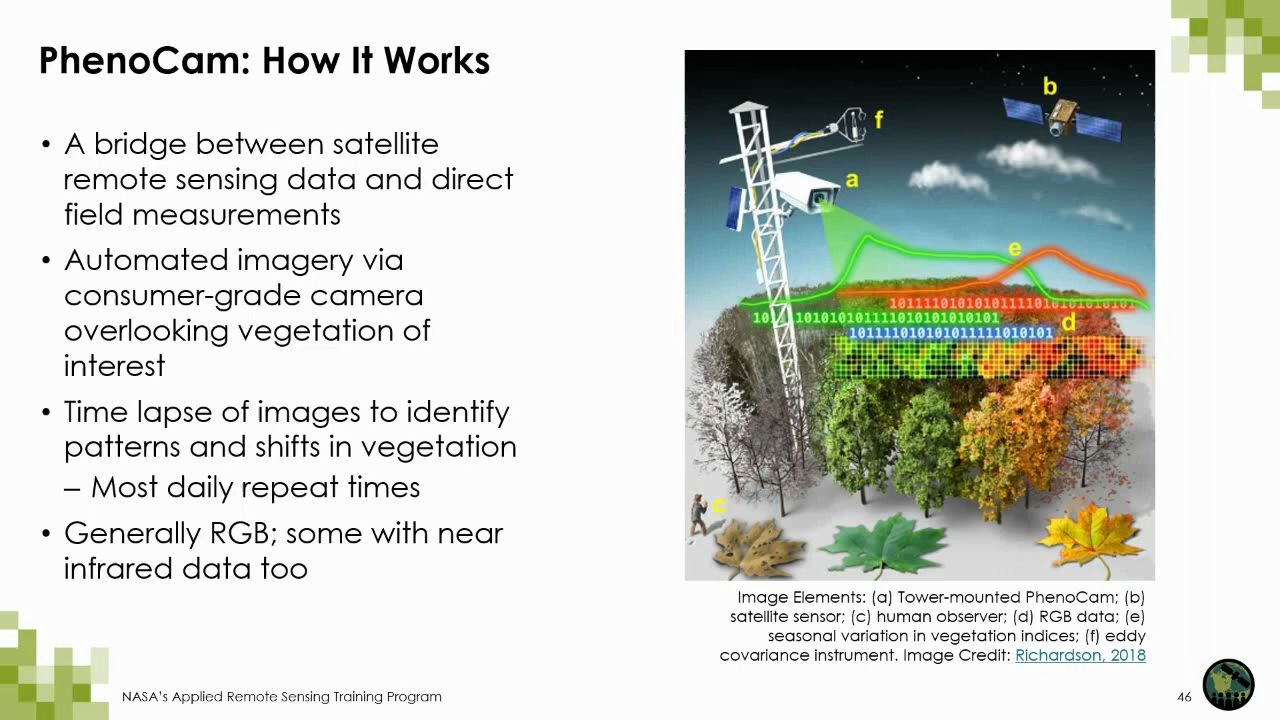 PhenoCam: How It Works
• A bridge between satellite
remote sensing data and direct
field measurements
• Automated imagery via
consumer-grade camera
overlooking vegetation of
interest
• Time lapse of images to identify
patterns and shifts in vegetation
– Most daily repeat times
• Generally RGB; some with near
infrared data too
b
f
a
e
d
c
Image Elements: (a) Tower-mounted PhenoCam; (b)
satellite sensor; (c) human observer; (d) RGB data; (e)
seasonal variation in vegetation indices; (f) eddy
covariance instrument. Image Credit: Richardson, 2018
NASA's Applied Remote Sensing Training Program
46